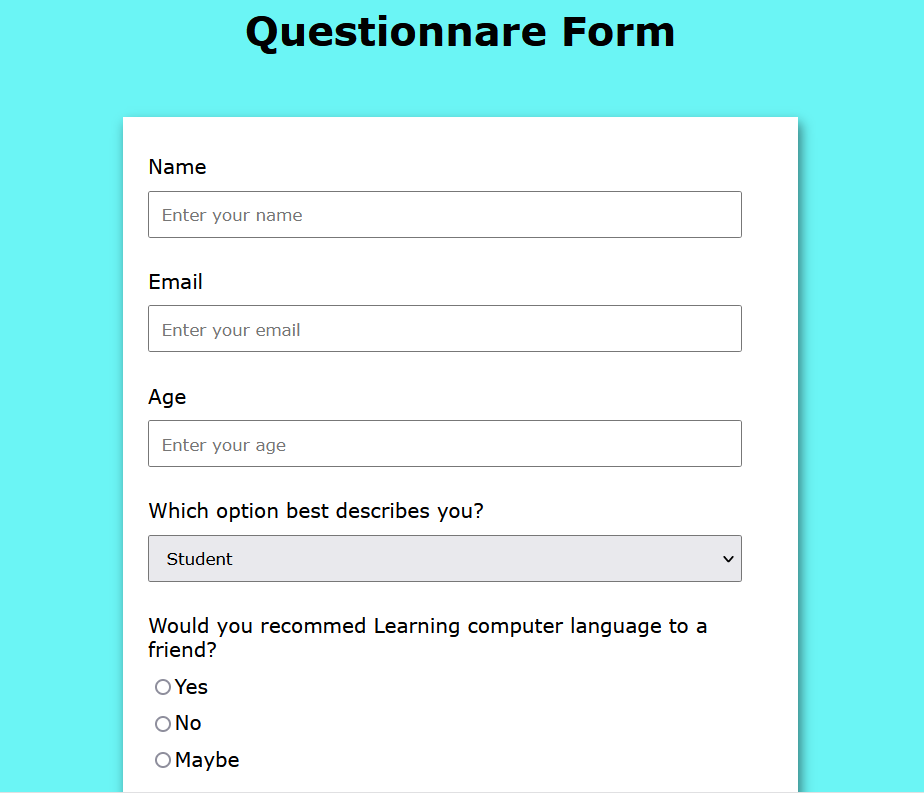 Questionnare Form
Name
Enter your name
Email
Enter your email
Age
Enter your age
Which option best describes you?
Student
Would you recommed Learning computer language to a
friend?
Yes
No
Maybe